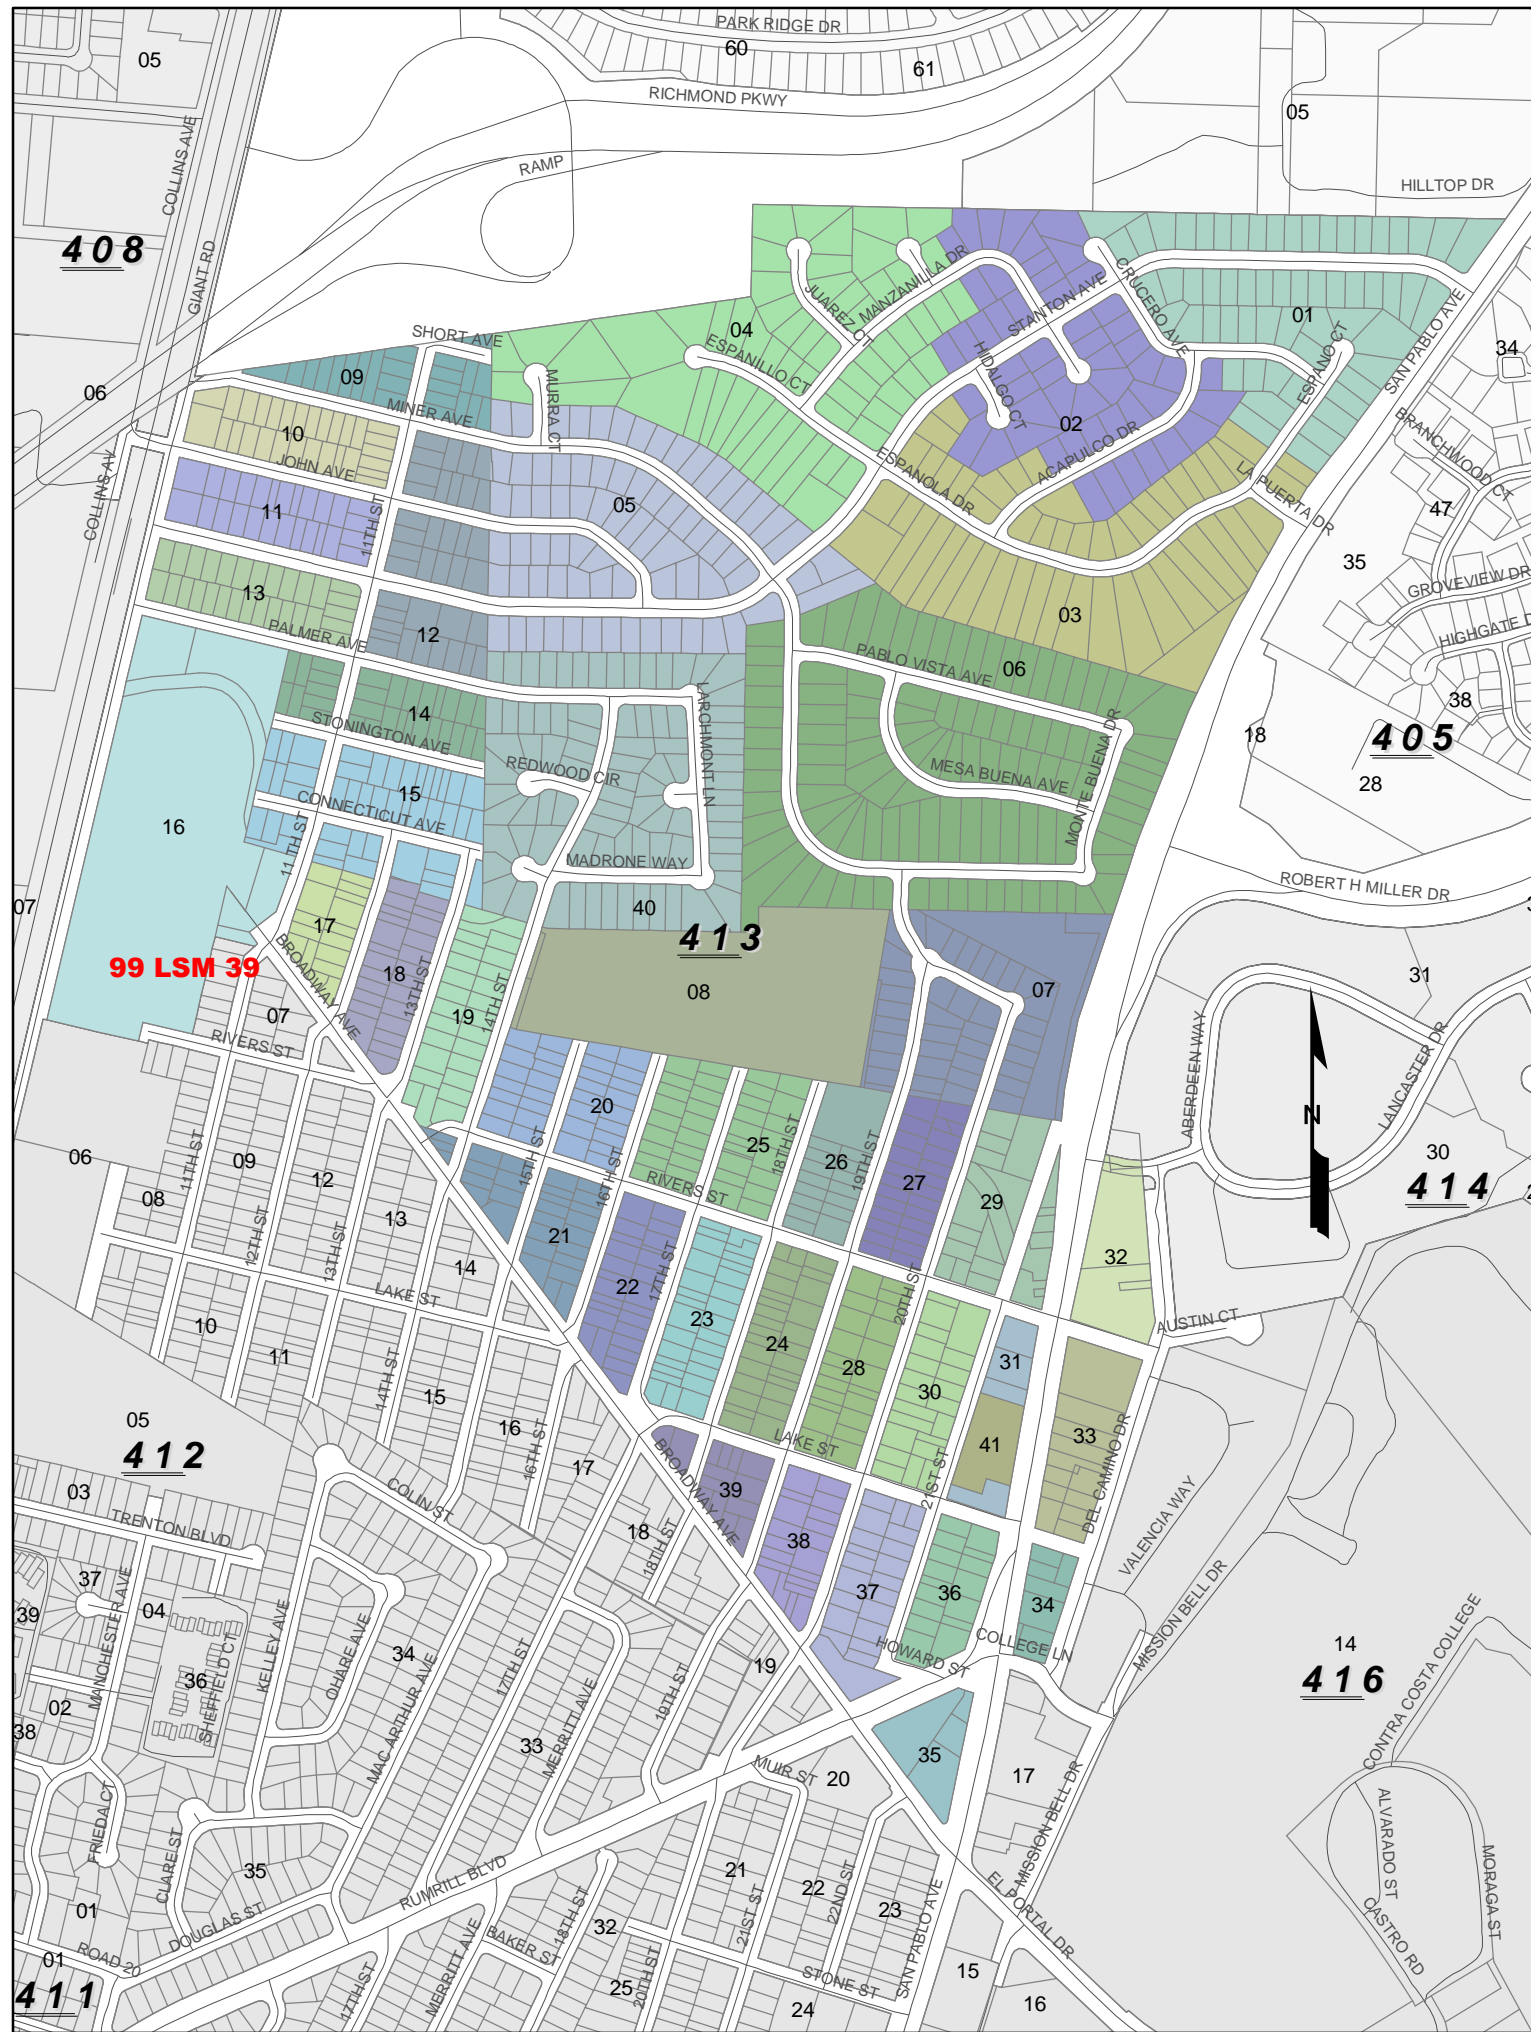 PARK RIDGE DR
60
61
05
RICHMOND PKWY
05
COLLINS AVE
RAMP
HILLTOP DR
408
GIANT RD
MANZANILLA DR
JUAREZ CT
STANTON AVE
CRUCERO AVE
01
ESPANO CT
SAN PABLO AVE
04
SHORT AVE
ESPANILLO CT
HIDALGO CT
34
09
06
MURRA CT
MINER AVE
02
BRANCHWOOD CT
10
JOHN AVE
ESPANOLA DR
ACAPULCO DR
LA PUERTA DR
COLLINS AV
11
11TH ST
05
47
35
GROVEVIEW DR
13
PALMER AVE
12
03
HIGHGATE D
PABLO VISTA AVE
06
38
LARCHMONT LN
14
STONINGTON AVE
18
405
REDWOOD CIR
MESA BUENA AVE
MONTE BUENA DR
28
15
CONNECTICUT AVE
16
11TH ST
MADRONE WAY
ROBERT H MILLER DR
07
40
17
413
99 LSM 39
BROADWAY AVE
18
13TH ST
08
07
31
14TH ST
19
07
RIVERS ST
ABERDEEN WAY
LANCASTER DR
N
20
25
18TH ST
26
19TH ST
27
06
11TH ST
09
15TH ST
16TH ST
RIVERS ST
30
414
08
12
29
12TH ST
13TH ST
13
21
14
22
17TH ST
32
LAKE ST
20TH ST
AUSTIN CT
10
23
24
11
28
31
14TH ST
15
30
05
412
16
16TH ST
17
BROADWAY AVE
LAKE ST
41
33
21ST ST
DEL CAMINO DR
03
COLIN ST
39
TRENTON BLVD
18
18TH ST
38
VALENCIA WAY
37
04
MANCHESTER AVE
39
37
36
34
MISSION BELL DR
36
SHEFFIELD CT
KELLEY AVE
OHARE AVE
34
HOWARD ST
COLLEGE LN
14
416
CONTRA COSTA COLLEGE
02
38
MAC ARTHUR AVE
17TH ST
MERRITT AVE
33
19TH ST
19
35
MUIR ST
20
17
MISSION BELL DR
ALVARADO ST
MORAGA ST
CASTRO RD
FRIEDA CT
CLARE ST
35
01
DOUGLAS ST
RUMRILL BLVD
21
22
22ND ST
23
EL PORTAL DR
SAN PABLO AVE
01
ROAD 20
411
17TH ST
MERRITT AVE
BAKER ST
18TH ST
32
25
20TH ST
21ST ST
STONE ST
24
15
16